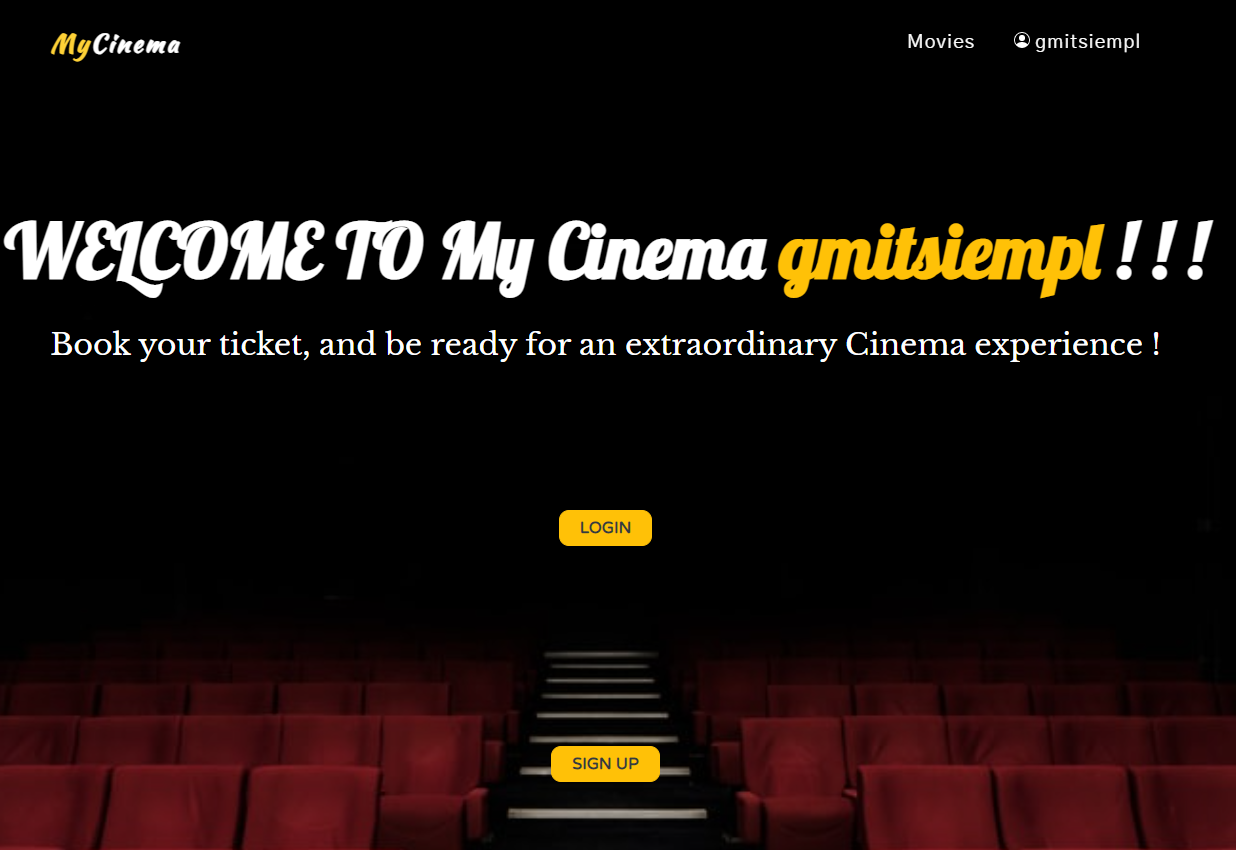 MyCinema
Movies gmitsiempl
WELCOME TO My Cinema gmitsiempl ! ! !
Book your ticket, and be ready for an extraordinary Cinema experience !
LOGIN
SIGN UP